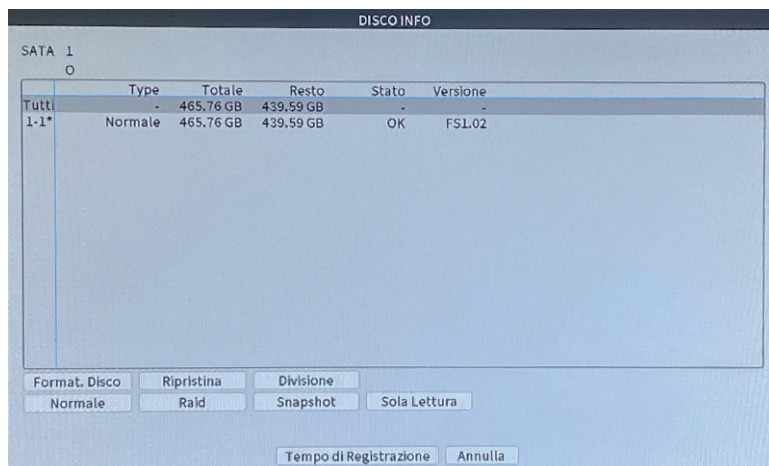 DISCO INFO
SATA 1
O
Type Totale Resto Stato Versione
Tutti - 465.76 GB 439.59 GB - -
1-1* Normale 465.76 GB 439.59 GB OK FS1.02
Format. Disco Ripristina Divisione
Normale Raid Snapshot Sola Lettura
Tempo di Registrazione Annulla